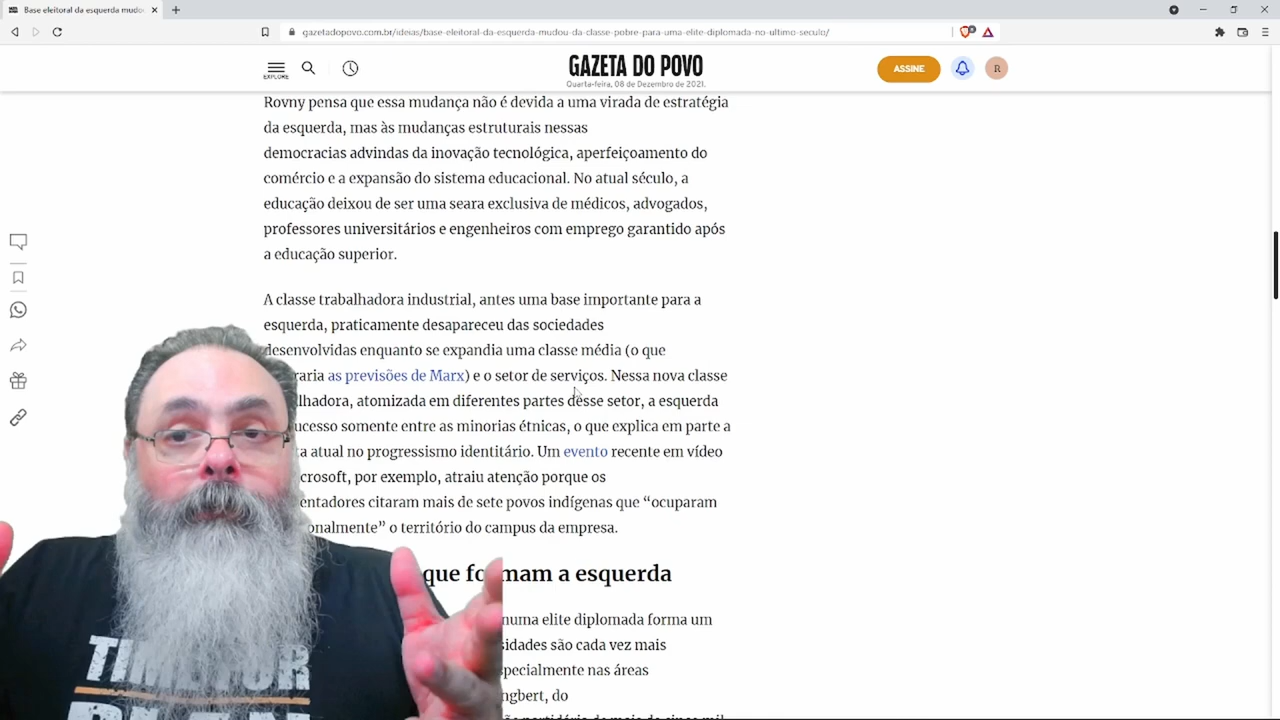 Base eleitoral da esquerda mudo
gazetadopovo.com.br/ideias/base-eleitoral-da-esquerda-mudou-da-classe-pobre-para-uma-elite-diplomada-no-ultimo-seculo/
EXPLORE
GAZETA DO POVO
Quarta-feira, 08 de Dezembro de 2021.
ASSINE
R
Rovny pensa que essa mudança não é devida a uma virada de estratégia
da esquerda, mas às mudanças estruturais nessas
democracias advindas da inovação tecnológica, aperfeiçoamento do
comércio e a expansão do sistema educacional. No atual século, a
educação deixou de ser uma seara exclusiva de médicos, advogados,
professores universitários e engenheiros com emprego garantido após
a educação superior.
A classe trabalhadora industrial, antes uma base importante para a
esquerda, praticamente desapareceu das sociedades
desenvolvidas enquanto se expandia uma classe média (o que
raria as previsões de Marx) e o setor de serviços. Nessa nova classe
lhadora, atomizada em diferentes partes desse setor, a esquerda
ucesso somente entre as minorias étnicas, o que explica em parte a
a atual no progressismo identitário. Um evento recente em vídeo
crosoft, por exemplo, atraiu atenção porque os
entadores citaram mais de sete povos indígenas que “ocuparam
onalmente” o território do campus da empresa.
que formam a esquerda
numa elite diplomada forma um
sidades são cada vez mais
specialmente nas áreas
ngbert, do